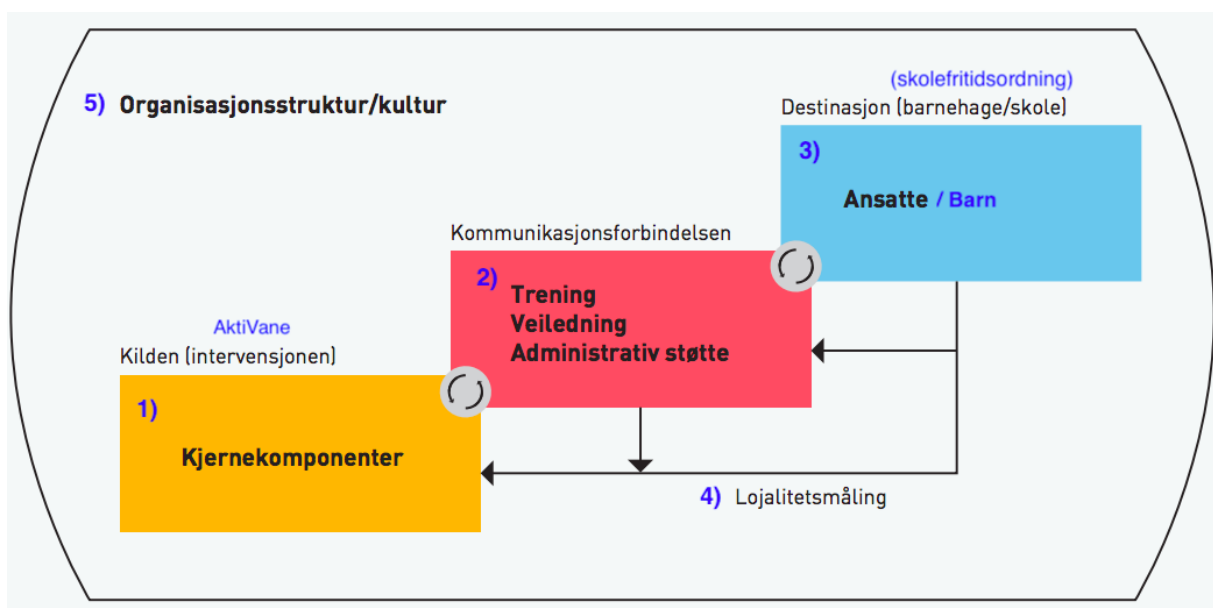 5) Organisasjonsstruktur/kultur
(skolefritidsordning)
Destinasjon (barnehage/skole)
3)
Ansatte / Barn
Kommunikasjonsforbindelsen
2)
Trening
Veiledning
Administrativ støtte
AktiVane
Kilden (intervensjonen)
1)
Kjernekomponenter
4) Lojalitetsmåling